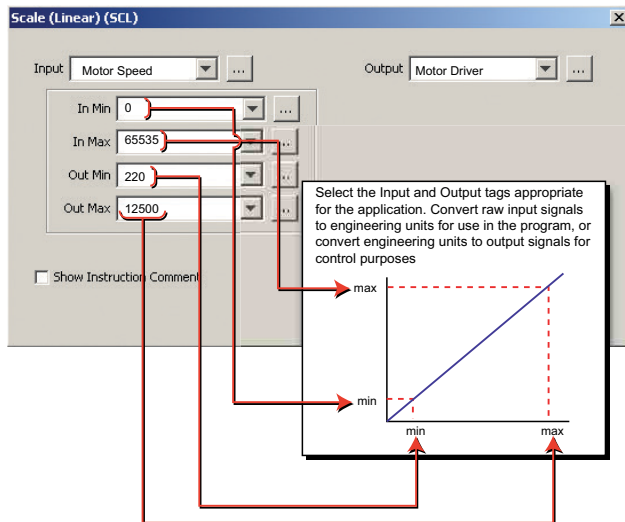 Scale (Linear) (SCL)
Input Motor Speed ... Output Motor Driver ...
In Min 0 ...
In Max 65535 ...
Out Min 220 ...
Out Max 12500 ...
Show Instruction Comment
Select the Input and Output tags appropriate
for the application. Convert raw input signals
to engineering units for use in the program, or
convert engineering units to output signals for
control purposes
max
min
min max